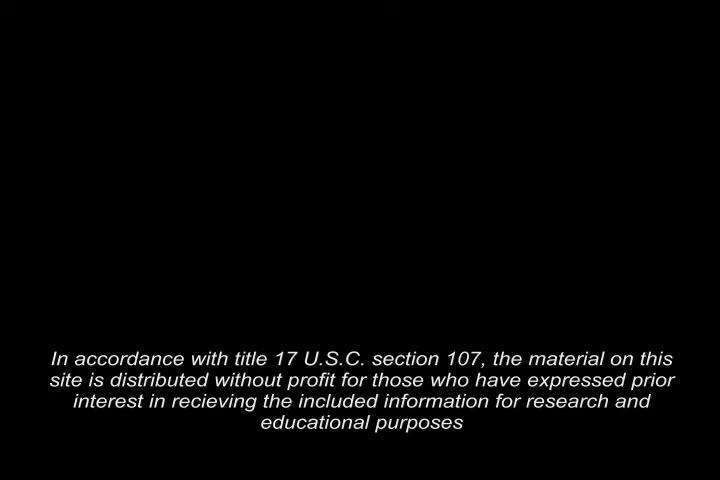 In accordance with title 17 U.S.C. section 107, the material on this
site is distributed without profit for those who have expressed prior
interest in recieving the included information for research and
educational purposes